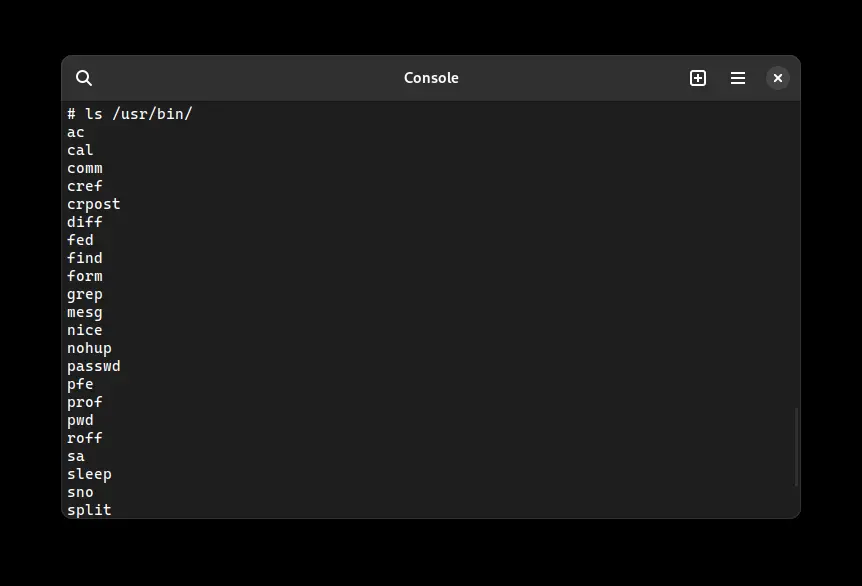 Console
# ls /usr/bin/
ac
cal
comm
cref
crpost
diff
fed
find
form
grep
mesg
nice
nohup
passwd
pfe
prof
pwd
roff
sa
sleep
sno
split